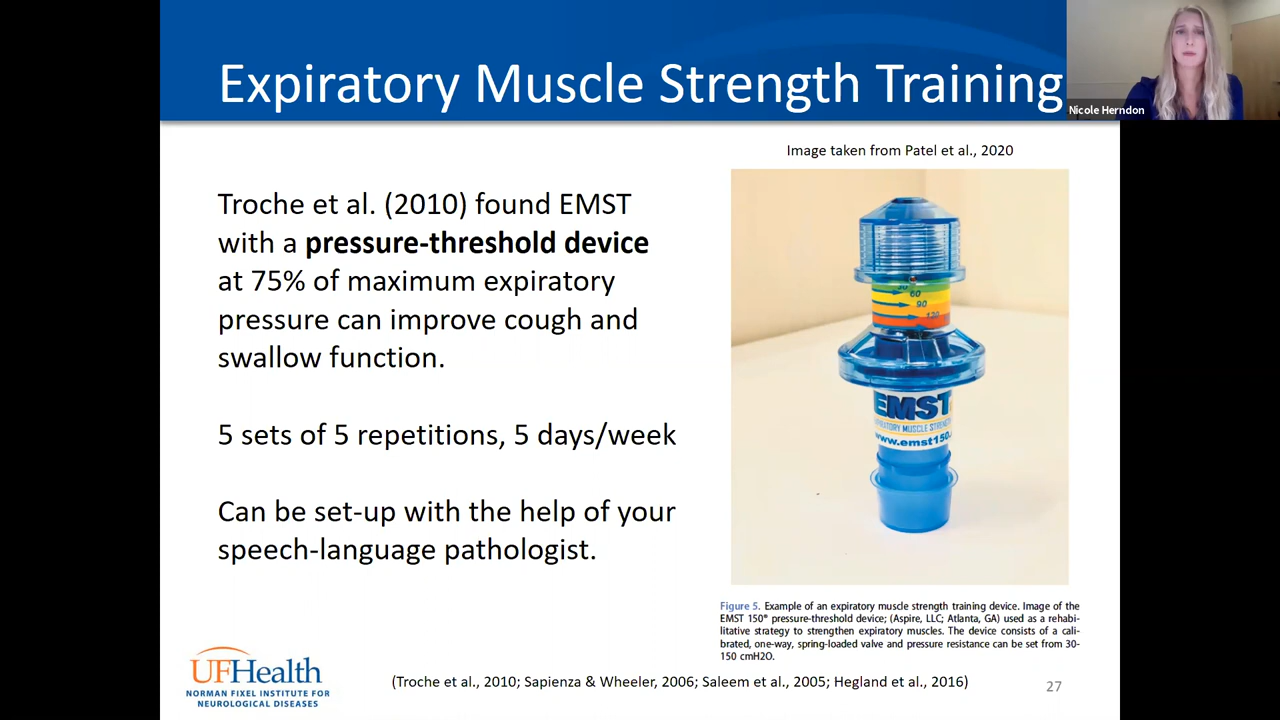 Expiratory Muscle Strength Training
Nicole Herndon
Image taken from Patel et al., 2020
Troche et al. (2010) found EMST
with a pressure-threshold device
at 75% of maximum expiratory
pressure can improve cough and
swallow function.
5 sets of 5 repetitions, 5 days/week
Can be set-up with the help of your
speech-language pathologist.
30
60
90
120
EMST
www.emst150.
Figure 5. Example of an expiratory muscle strength training device. Image of the
EMST 150® pressure-threshold device; (Aspire, LLC; Atlanta, GA) used as a rehabi-
litative strategy to strengthen expiratory muscles. The device consists of a cali-
brated, one-way, spring-loaded valve and pressure resistance can be set from 30-
150 cmH2O.
UFHealth
NORMAN FIXEL INSTITUTE FOR
NEUROLOGICAL DISEASES
(Troche et al., 2010; Sapienza & Wheeler, 2006; Saleem et al., 2005; Hegland et al., 2016)
27